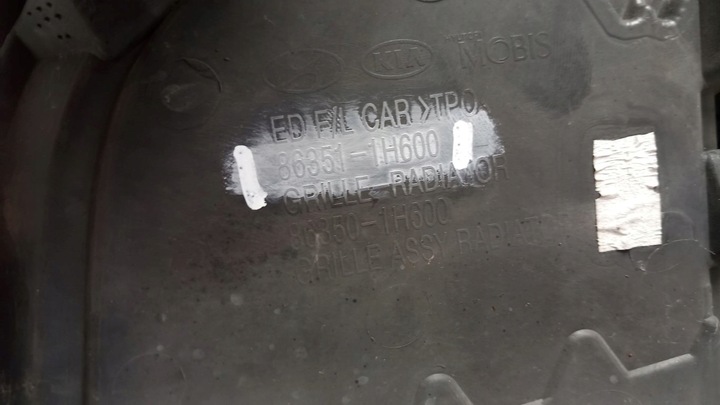 KIA MOBIS
ED F/L CAR >TPO
86351-1H600
GRILLE-RADIATOR
86350-1H600
GRILLE ASSY RADIATOR